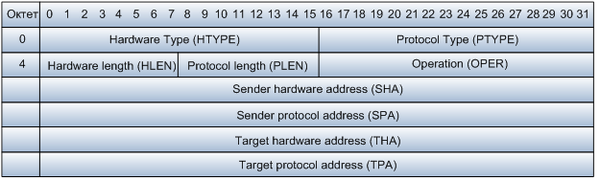 Октет 0 1 2 3 4 5 6 7 8 9 10 11 12 13 14 15 16 17 18 19 20 21 22 23 24 25 26 27 28 29 30 31
0 Hardware Type (HTYPE) Protocol Type (PTYPE)
4 Hardware length (HLEN) Protocol length (PLEN) Operation (OPER)
Sender hardware address (SHA)
Sender protocol address (SPA)
Target hardware address (THA)
Target protocol address (TPA)